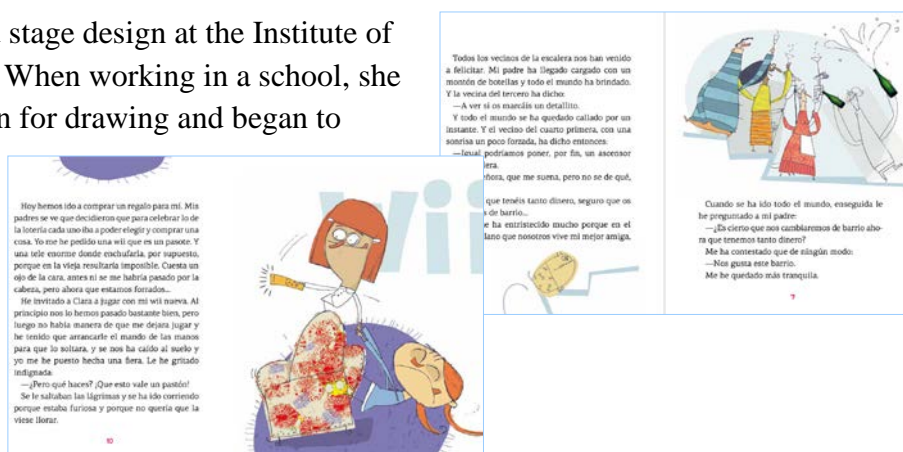 stage design at the Institute of
When working in a school, she
for drawing and began to
Todos los vecinos de la escalera nos han venido
a felicitar. Mi padre ha llegado cargado con un
montón de botellas y todo el mundo ha brindado.
Y la vecina del tercero ha dicho:
—A ver si os marcáis un detallito.
Y todo el mundo se ha quedado callado por un
instante. Y el vecino del cuarto primera, con una
sonrisa un poco forzada, ha dicho entonces:
—Igual podríamos poner, por fin, un ascensor
que me suena, pero no se de qué,
que tenéis tanto dinero, seguro que os
de barrio...
ha entristecido mucho porque en el
que nosotros vive mi mejor amiga,
Cuando se ha ido todo el mundo, enseguida le
he preguntado a mi padre:
—¿Es cierto que nos cambiaremos de barrio aho-
ra que tenemos tanto dinero?
Me ha contestado que de ningún modo:
—Nos gusta este barrio.
Me he quedado más tranquila.
7
Hoy hemos ido a comprar un regalo para mí. Mis
padres se ve que decidieron que para celebrar lo de
la lotería cada uno iba a poder elegir y comprar una
cosa. Yo me he pedido una wii que es un pasote. Y
una tele enorme donde enchufarla, por supuesto,
porque en la vieja resultaría imposible. Cuesta un
ojo de la cara, antes ni se me habría pasado por la
cabeza, pero ahora que estamos forrados...
He invitado a Clara a jugar con mi wii nueva. Al
principio nos lo hemos pasado bastante bien, pero
luego no había manera de que me dejara jugar y
he tenido que arrancarle el mando de las manos
para que lo soltara, y se nos ha caído al suelo y
yo me he puesto hecha una fiera. Le he gritado
indignada:
—¿Pero qué haces? ¡Que esto vale un pastón!
Se le saltaban las lágrimas y se ha ido corriendo
porque estaba furiosa y porque no quería que la
viese llorar.
10
Wii